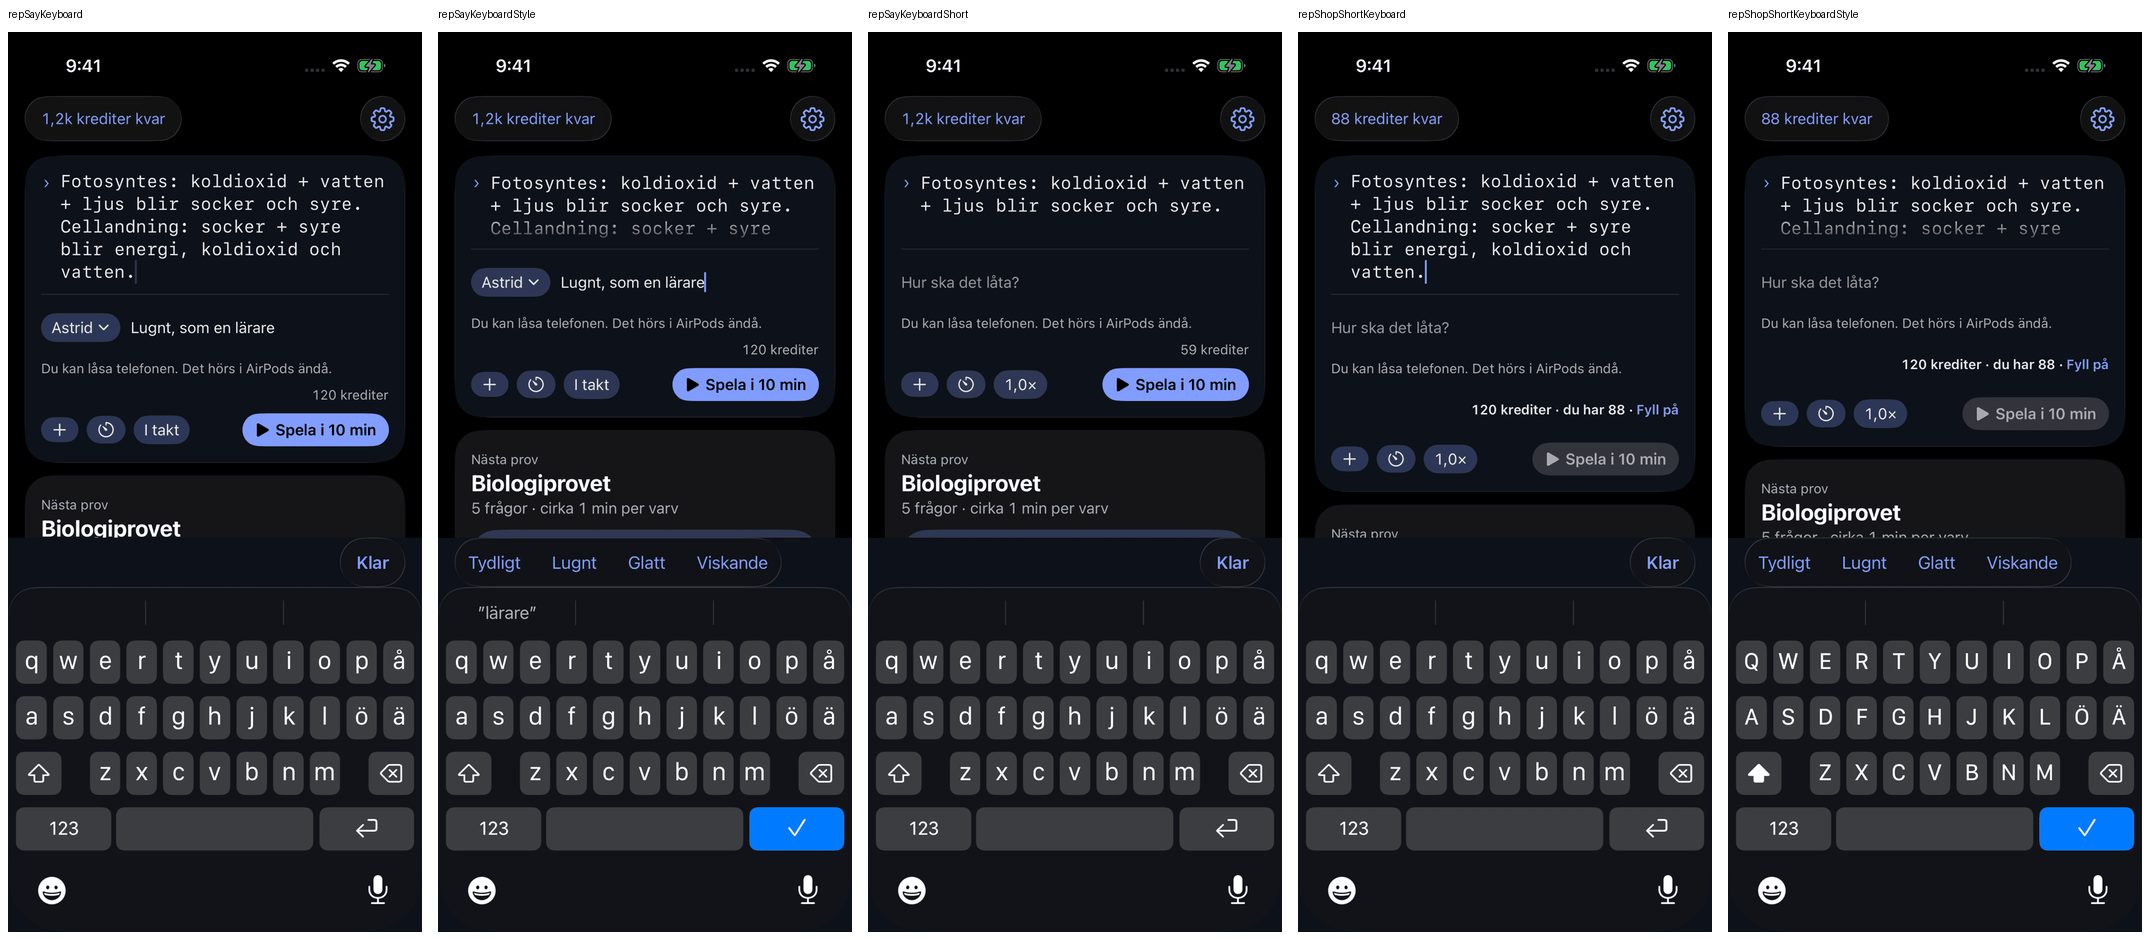 repSayKeyboard
9:41
1,2k krediter kvar
› Fotosyntes: koldioxid + vatten
+ ljus blir socker och syre.
Cellandning: socker + syre
blir energi, koldioxid och
vatten.
Astrid Lugnt, som en lärare
Du kan låsa telefonen. Det hörs i AirPods ändå.
120 krediter
+ I takt Spela i 10 min
Nästa prov
Biologiprovet
Klar
q w e r t y u i o p å
a s d f g h j k l ö ä
z x c v b n m
123
repSayKeyboardStyle
9:41
1,2k krediter kvar
› Fotosyntes: koldioxid + vatten
+ ljus blir socker och syre.
Cellandning: socker + syre
Astrid Lugnt, som en lärare
Du kan låsa telefonen. Det hörs i AirPods ändå.
120 krediter
+ I takt Spela i 10 min
Nästa prov
Biologiprovet
5 frågor · cirka 1 min per varv
Tydligt Lugnt Glatt Viskande
"lärare"
q w e r t y u i o p å
a s d f g h j k l ö ä
z x c v b n m
123
repSayKeyboardShort
9:41
1,2k krediter kvar
› Fotosyntes: koldioxid + vatten
+ ljus blir socker och syre.
Hur ska det låta?
Du kan låsa telefonen. Det hörs i AirPods ändå.
59 krediter
+ 1,0× Spela i 10 min
Nästa prov
Biologiprovet
5 frågor · cirka 1 min per varv
Klar
q w e r t y u i o p å
a s d f g h j k l ö ä
z x c v b n m
123
repShopShortKeyboard
9:41
88 krediter kvar
› Fotosyntes: koldioxid + vatten
+ ljus blir socker och syre.
Cellandning: socker + syre
blir energi, koldioxid och
vatten.
Hur ska det låta?
Du kan låsa telefonen. Det hörs i AirPods ändå.
120 krediter · du har 88 · Fyll på
+ 1,0× Spela i 10 min
Nästa prov
Klar
q w e r t y u i o p å
a s d f g h j k l ö ä
z x c v b n m
123
repShopShortKeyboardStyle
9:41
88 krediter kvar
› Fotosyntes: koldioxid + vatten
+ ljus blir socker och syre.
Cellandning: socker + syre
Hur ska det låta?
Du kan låsa telefonen. Det hörs i AirPods ändå.
120 krediter · du har 88 · Fyll på
+ 1,0× Spela i 10 min
Nästa prov
Biologiprovet
5 frågor · cirka 1 min per varv
Tydligt Lugnt Glatt Viskande
Q W E R T Y U I O P Å
A S D F G H J K L Ö Ä
Z X C V B N M
123